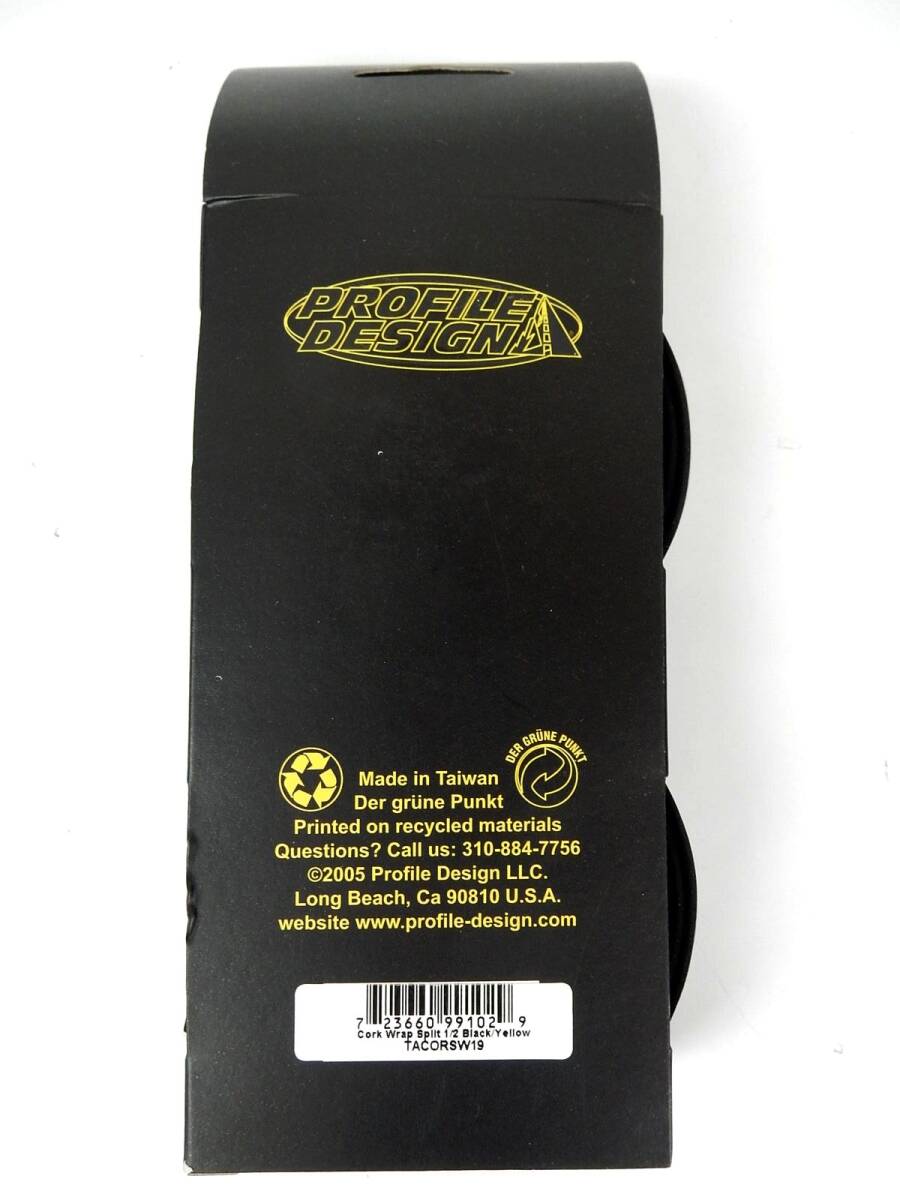 PROFILE
DESIGN
DER GRÜNE PUNKT
Made in Taiwan
Der grüne Punkt
Printed on recycled materials
Questions? Call us: 310-884-7756
©2005 Profile Design LLC.
Long Beach, Ca 90810 U.S.A.
website www.profile-design.com
7 23660 99102 9
Cork Wrap Split 1/2 Black/Yellow
TACORSW19